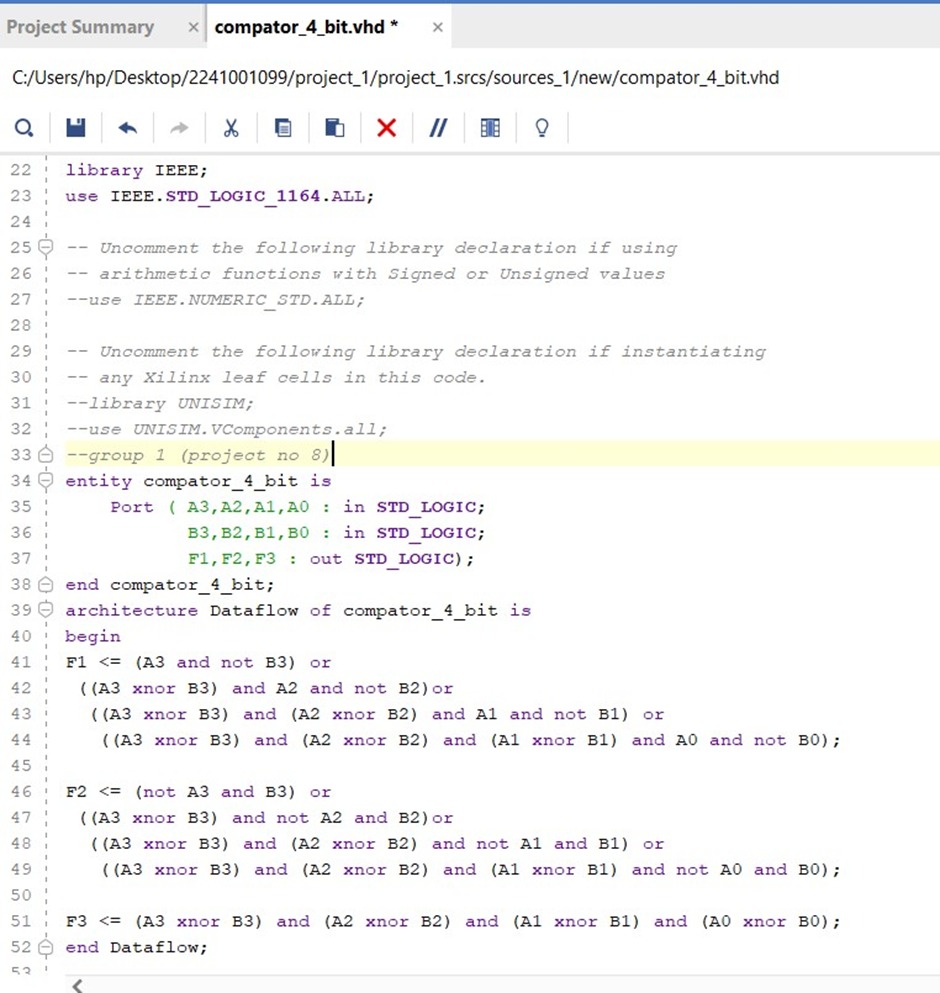 Project Summary × compator_4_bit.vhd * ×
C:/Users/hp/Desktop/2241001099/project_1/project_1.srcs/sources_1/new/compator_4_bit.vhd
22 library IEEE;
23 use IEEE.STD_LOGIC_1164.ALL;
24
25 -- Uncomment the following library declaration if using
26 -- arithmetic functions with Signed or Unsigned values
27 --use IEEE.NUMERIC_STD.ALL;
28
29 -- Uncomment the following library declaration if instantiating
30 -- any Xilinx leaf cells in this code.
31 --library UNISIM;
32 --use UNISIM.VComponents.all;
33 --group 1 (project no 8)
34 entity compator_4_bit is
35 Port ( A3,A2,A1,A0 : in STD_LOGIC;
36 B3,B2,B1,B0 : in STD_LOGIC;
37 F1,F2,F3 : out STD_LOGIC);
38 end compator_4_bit;
39 architecture Dataflow of compator_4_bit is
40 begin
41 F1 <= (A3 and not B3) or
42 ((A3 xnor B3) and A2 and not B2)or
43 ((A3 xnor B3) and (A2 xnor B2) and A1 and not B1) or
44 ((A3 xnor B3) and (A2 xnor B2) and (A1 xnor B1) and A0 and not B0);
45
46 F2 <= (not A3 and B3) or
47 ((A3 xnor B3) and not A2 and B2)or
48 ((A3 xnor B3) and (A2 xnor B2) and not A1 and B1) or
49 ((A3 xnor B3) and (A2 xnor B2) and (A1 xnor B1) and not A0 and B0);
50
51 F3 <= (A3 xnor B3) and (A2 xnor B2) and (A1 xnor B1) and (A0 xnor B0);
52 end Dataflow;
53